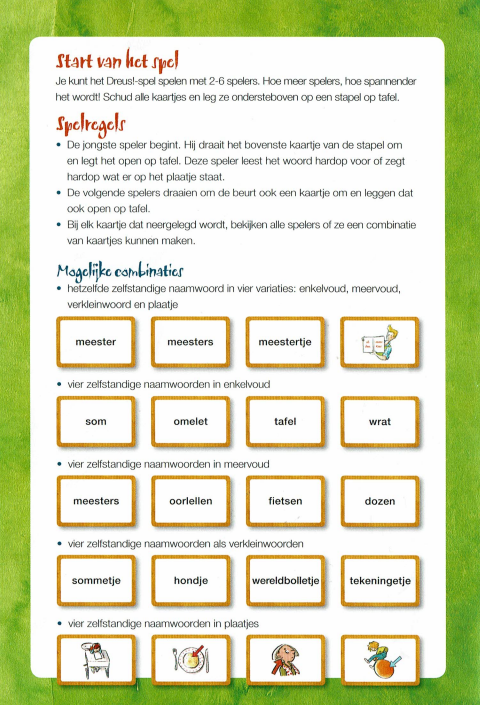 Start van het spel
Je kunt het Dreus!-spel spelen met 2-6 spelers. Hoe meer spelers, hoe spannender
het wordt! Schud alle kaartjes en leg ze ondersteboven op een stapel op tafel.
Spelregels
• De jongste speler begint. Hij draait het bovenste kaartje van de stapel om
en legt het open op tafel. Deze speler leest het woord hardop voor of zegt
hardop wat er op het plaatje staat.
• De volgende spelers draaien om de beurt ook een kaartje om en leggen dat
ook open op tafel.
• Bij elk kaartje dat neergelegd wordt, bekijken alle spelers of ze een combinatie
van kaartjes kunnen maken.
Mogelijke combinaties
• hetzelfde zelfstandige naamwoord in vier variaties: enkelvoud, meervoud,
verkleinwoord en plaatje
meester meesters meestertje
• vier zelfstandige naamwoorden in enkelvoud
som omelet tafel wrat
• vier zelfstandige naamwoorden in meervoud
meesters oorlellen fietsen dozen
• vier zelfstandige naamwoorden als verkleinwoorden
sommetje hondje wereldbolletje tekeningetje
• vier zelfstandige naamwoorden in plaatjes